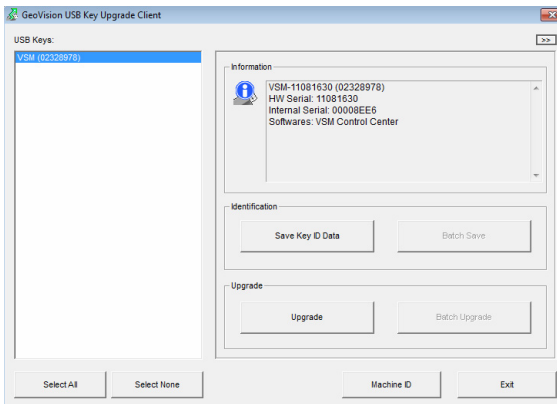 GeoVision USB Key Upgrade Client
USB Keys:
>>
VSM (02328978)
Information
VSM-11081630 (02328978)
HW Serial: 11081630
Internal Serial: 00008EE6
Softwares: VSM Control Center
Identification
Save Key ID Data
Batch Save
Upgrade
Upgrade
Batch Upgrade
Select All
Select None
Machine ID
Exit